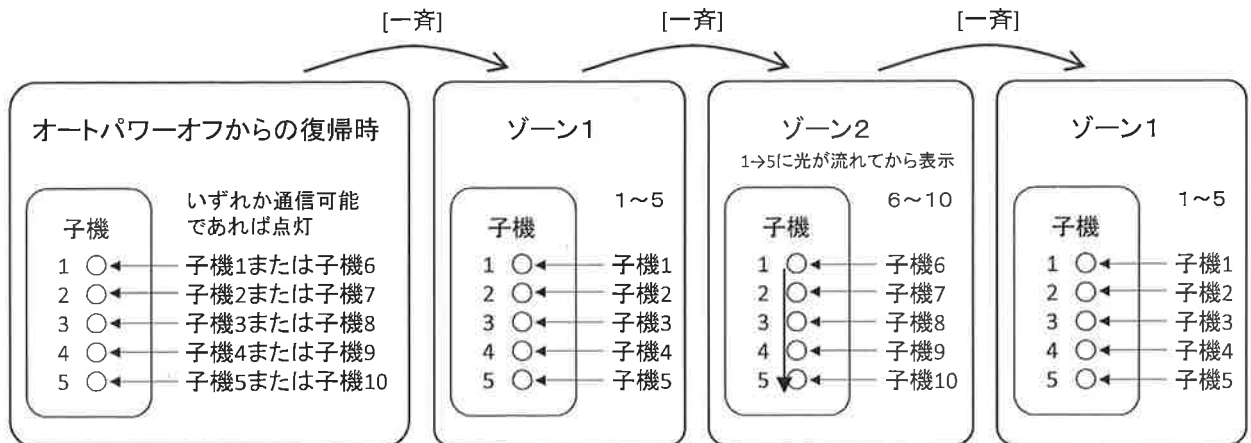 [一斉]
[一斉]
[一斉]
オートパワーオフからの復帰時
いずれか通信可能
であれば点灯
子機
1 子機1または子機6
2 子機2または子機7
3 子機3または子機8
4 子機4または子機9
5 子機5または子機10
ゾーン1
1～5
子機
1 子機1
2 子機2
3 子機3
4 子機4
5 子機5
ゾーン2
1→5に光が流れてから表示
6～10
子機
1 子機6
2 子機7
3 子機8
4 子機9
5 子機10
ゾーン1
1～5
子機
1 子機1
2 子機2
3 子機3
4 子機4
5 子機5